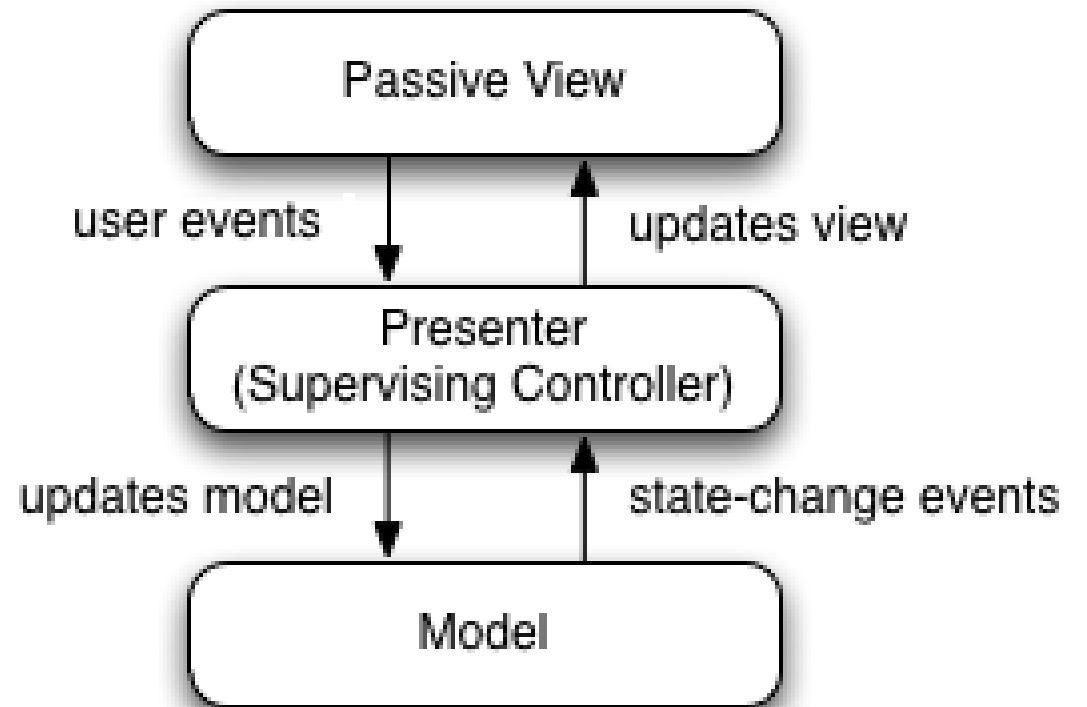 Passive View
user events
updates view
Presenter
(Supervising Controller)
updates model
state-change events
Model